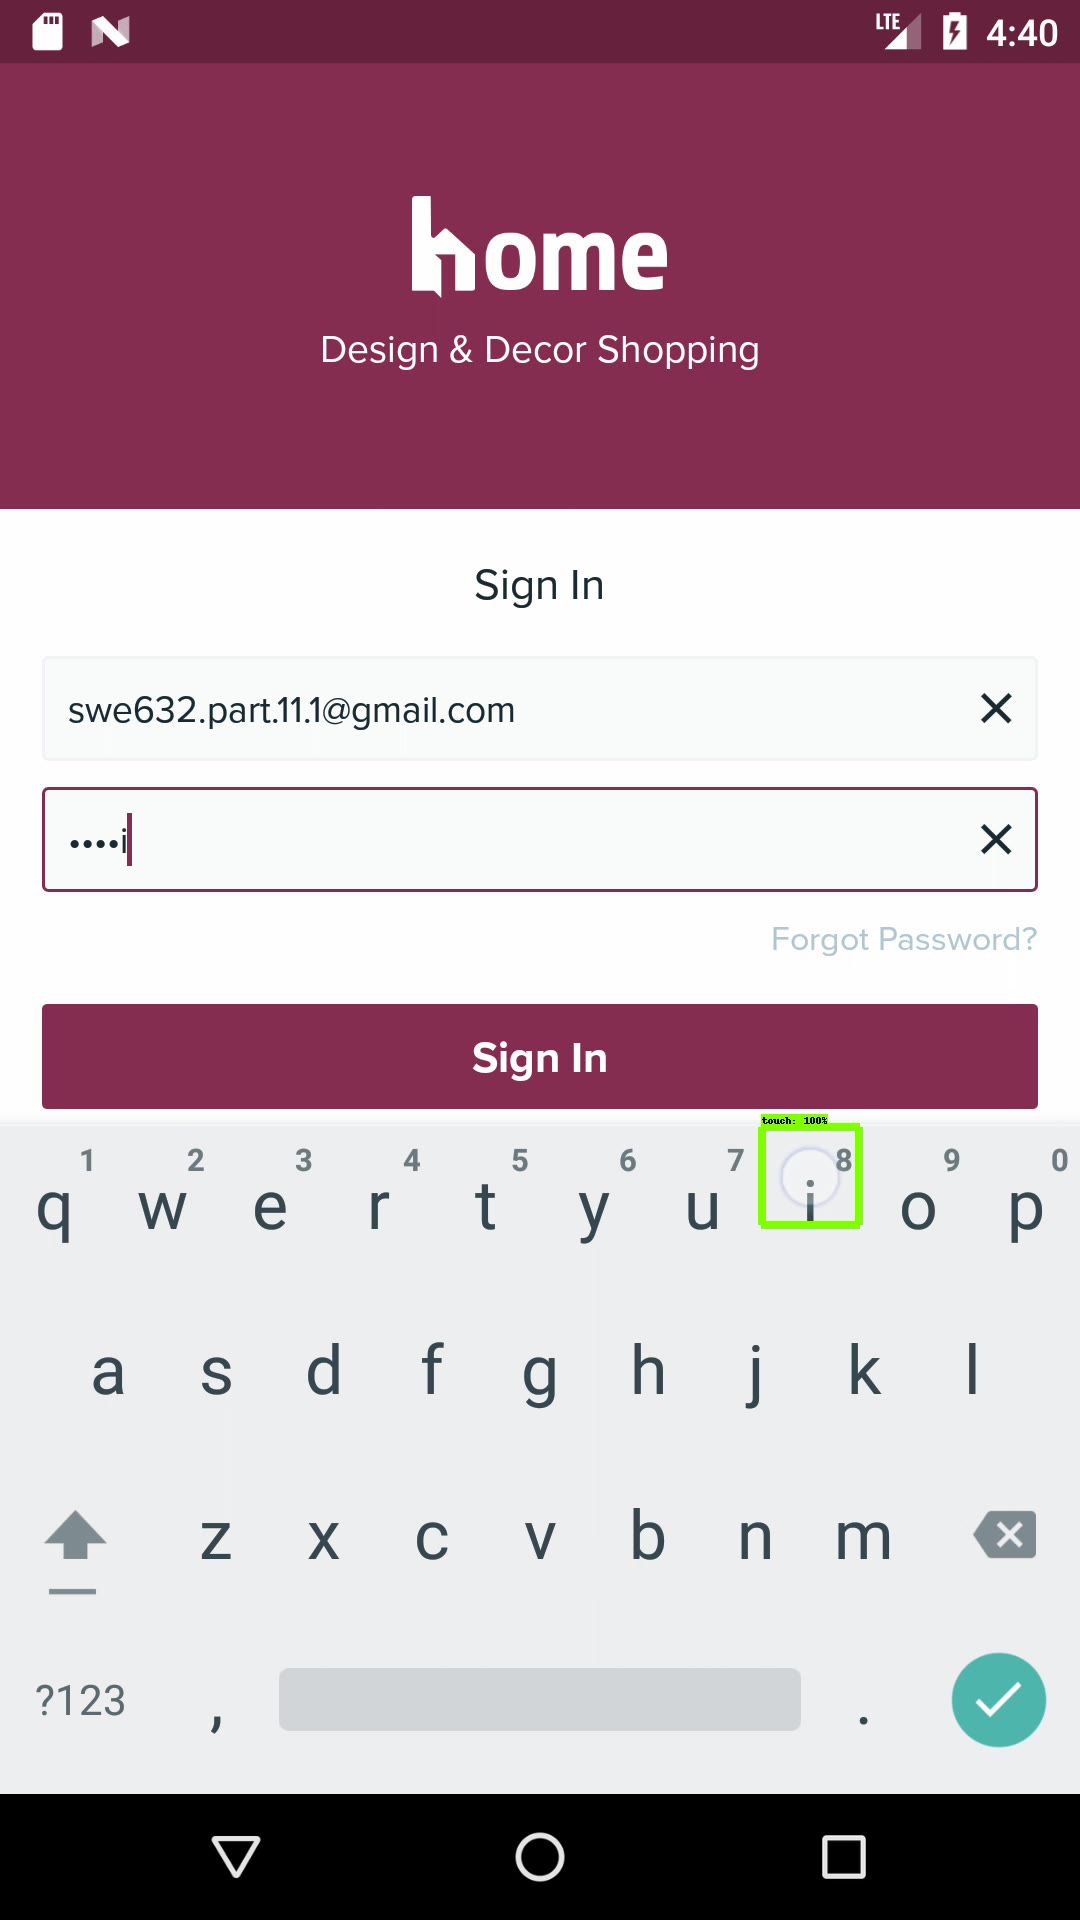 LTE 4:40
home
Design & Decor Shopping
Sign In
swe632.part.11.1@gmail.com
••••i
Forgot Password?
Sign In
touch: 100%
1 2 3 4 5 6 7 8 9 0
q w e r t y u i o p
a s d f g h j k l
z x c v b n m
?123 , .